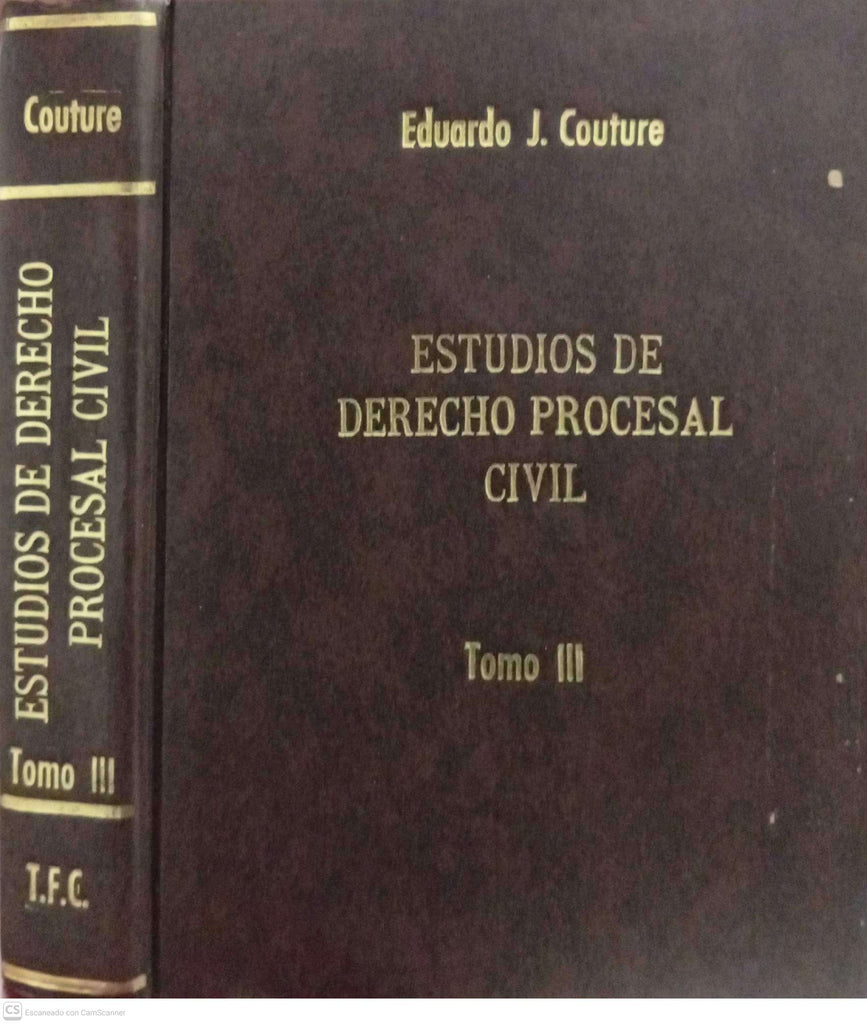 Couture
ESTUDIOS DE DERECHO
PROCESAL CIVIL
Tomo III
T.F.C.
Eduardo J. Couture
ESTUDIOS DE
DERECHO PROCESAL
CIVIL
Tomo III
CS Escaneado con CamScanner